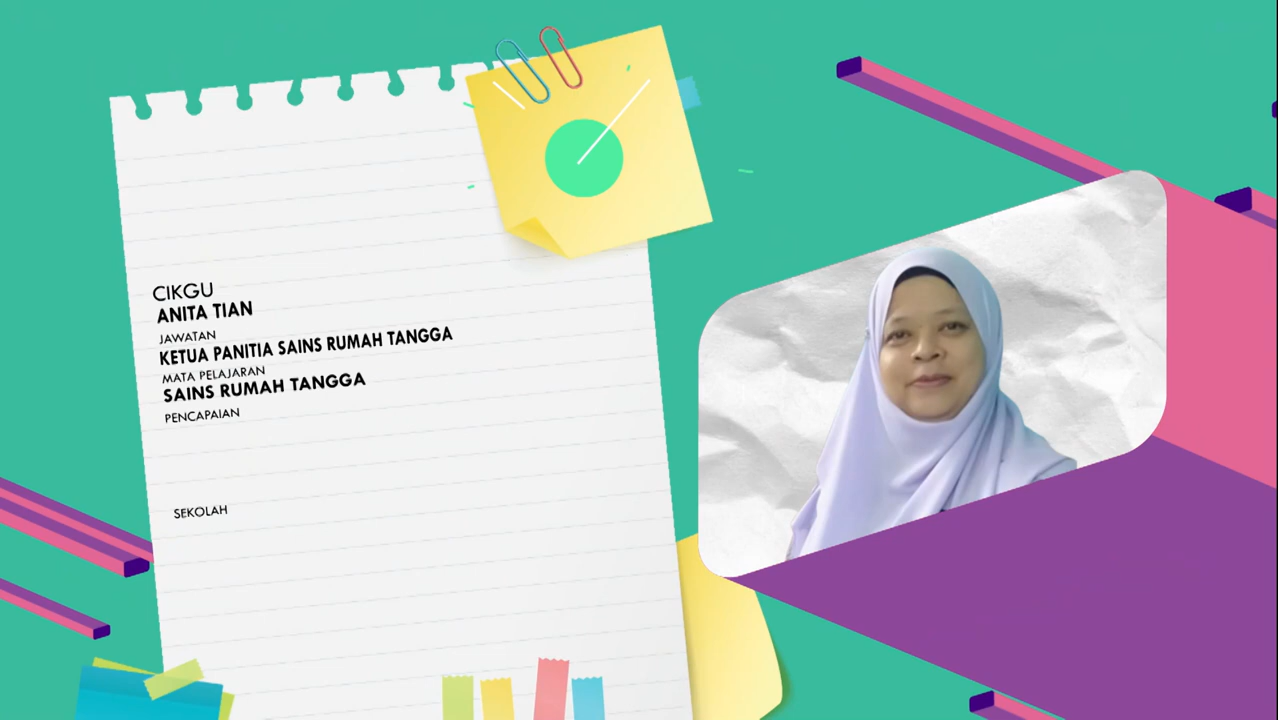 CIKGU
ANITA TIAN
JAWATAN
KETUA PANITIA SAINS RUMAH TANGGA
MATA PELAJARAN
SAINS RUMAH TANGGA
PENCAPAIAN
SEKOLAH